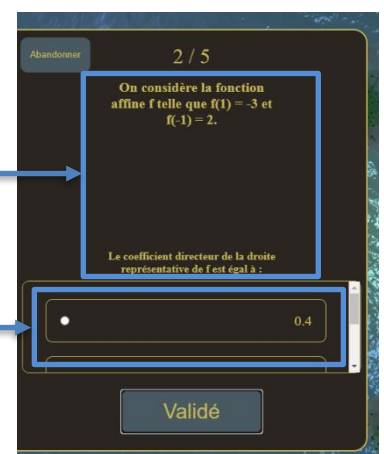 Abandonner
2 / 5
On considère la fonction
affine f telle que f(1) = -3 et
f(-1) = 2.
Le coefficient directeur de la droite
représentative de f est égal à :
0.4
Validé